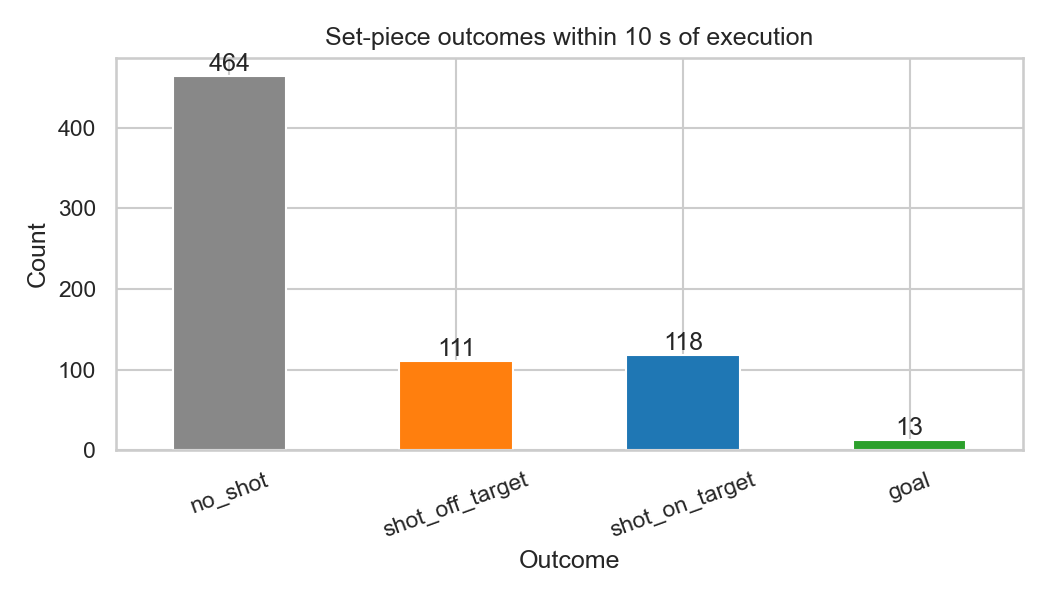 Set-piece outcomes within 10 s of execution
464
400
300
200
100
0
111
118
13
Count
no_shot
shot_off_target
shot_on_target
goal
Outcome